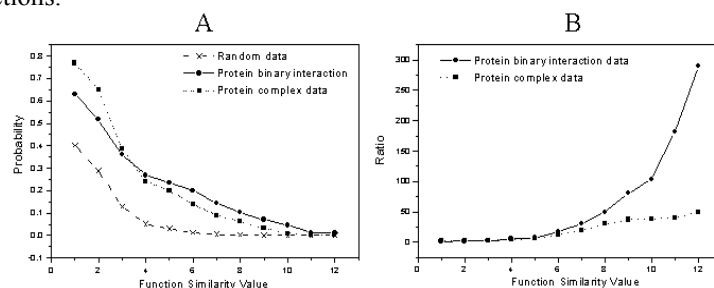 ctions.
A
B
Random data
Protein binary interaction
Protein complex data
Probability
0.8
0.7
0.6
0.5
0.4
0.3
0.2
0.1
0.0
-0.1
0 2 4 6 8 10 12
Function Similarity Value
Protein binary interaction data
Protein complex data
Ratio
300
250
200
150
100
50
0
0 2 4 6 8 10 12
Function Similarity Value